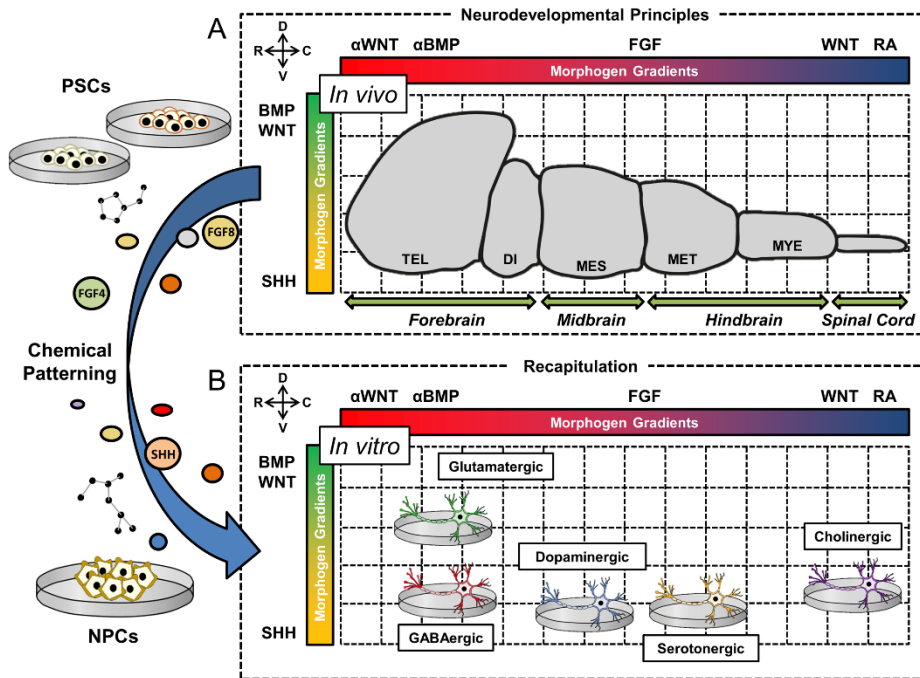 A
Neurodevelopmental Principles
D
R C
V
αWNT αBMP FGF WNT RA
Morphogen Gradients
In vivo
BMP
WNT
Morphogen Gradients
SHH
TEL DI MES MET MYE
Forebrain Midbrain Hindbrain Spinal Cord
PSCs
FGF8
FGF4
Chemical
Patterning
SHH
NPCs
B
Recapitulation
D
R C
V
αWNT αBMP FGF WNT RA
Morphogen Gradients
In vitro
BMP
WNT
Morphogen Gradients
SHH
Glutamatergic
Dopaminergic
Cholinergic
GABAergic
Serotonergic